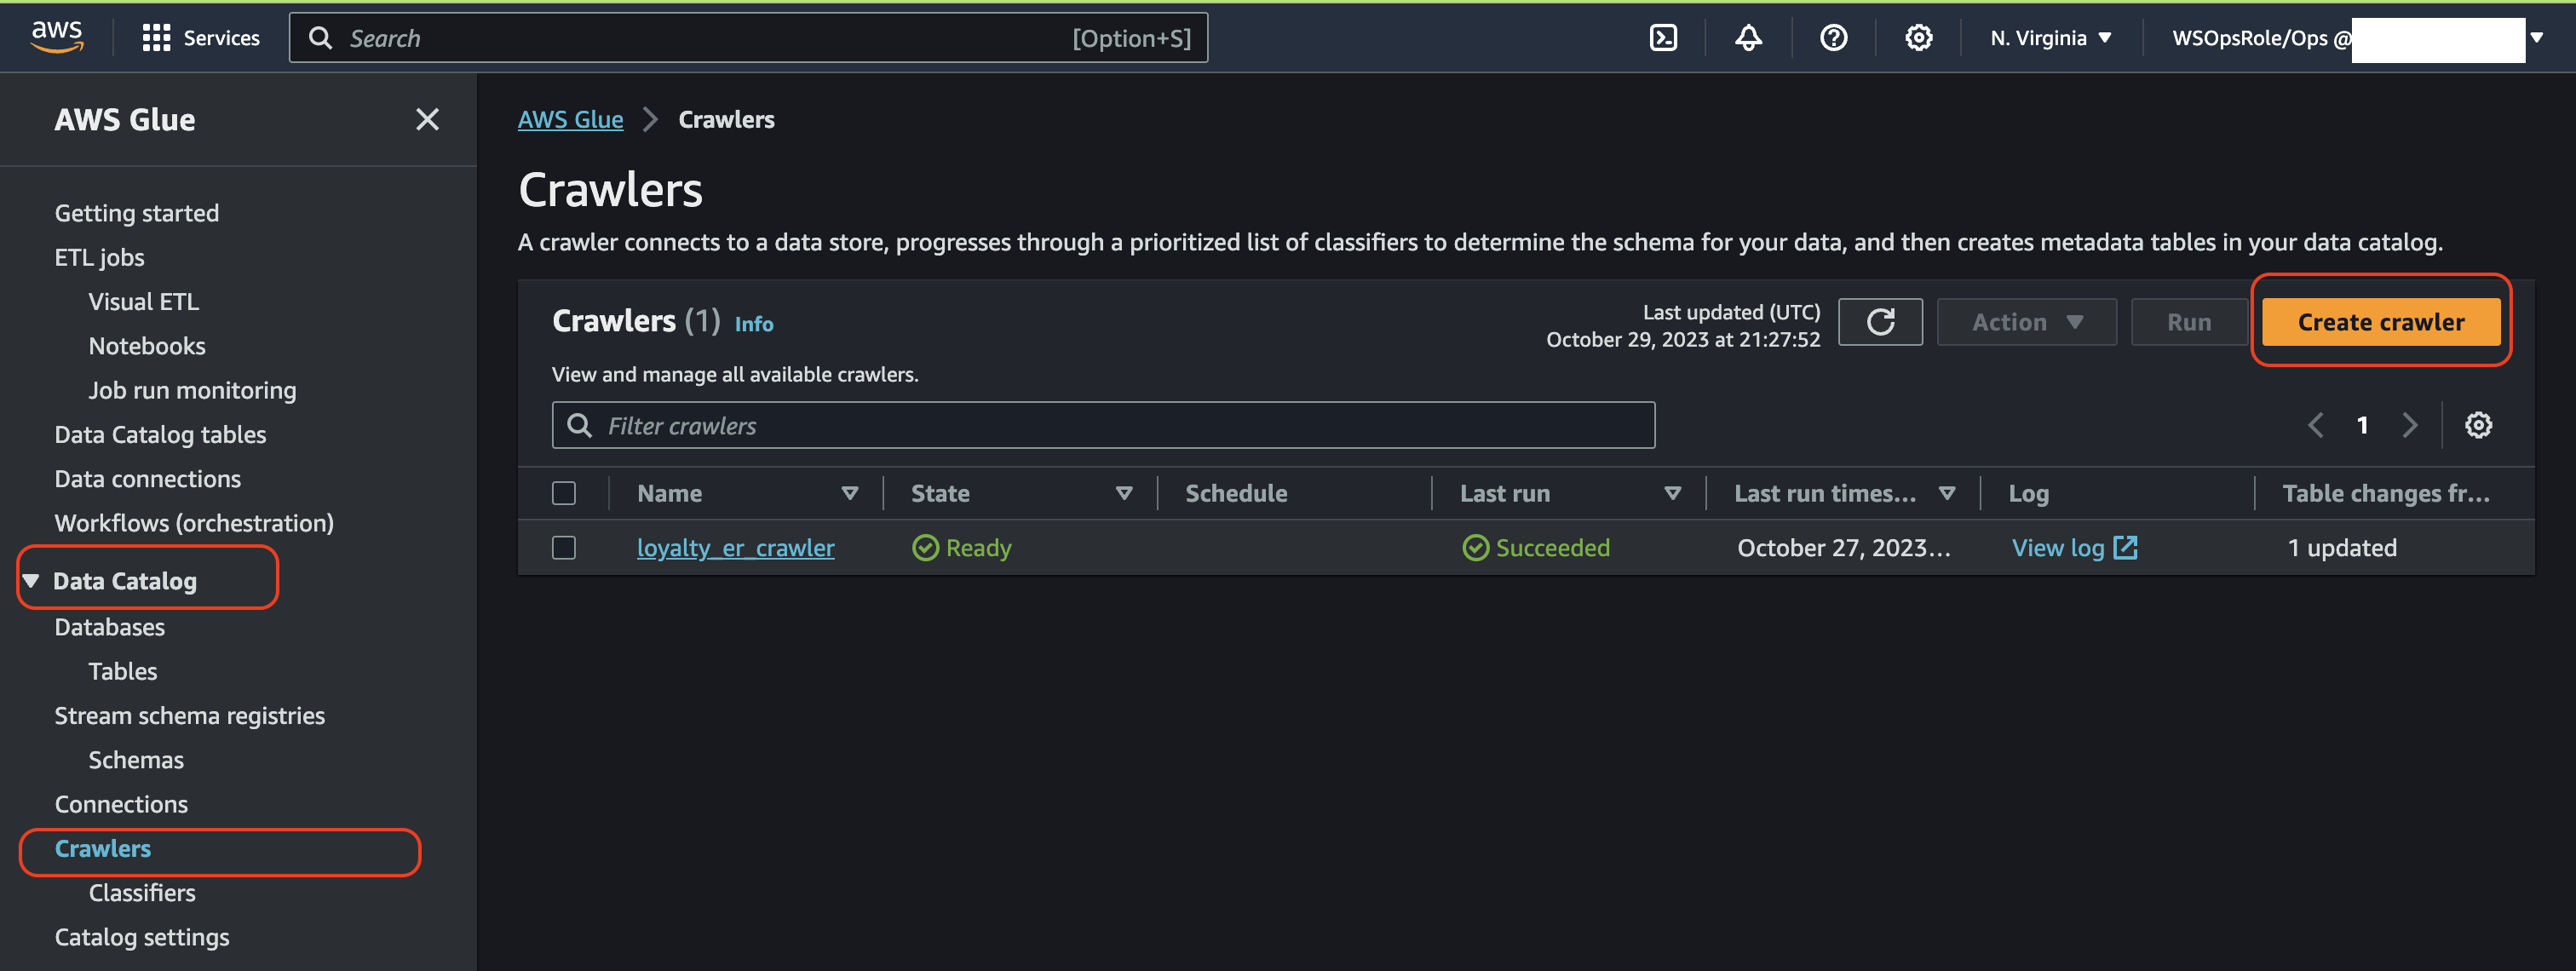 aws Services Search [Option+S] N. Virginia WSOpsRole/Ops @
AWS Glue
Getting started
ETL jobs
Visual ETL
Notebooks
Job run monitoring
Data Catalog tables
Data connections
Workflows (orchestration)
Data Catalog
Databases
Tables
Stream schema registries
Schemas
Connections
Crawlers
Classifiers
Catalog settings
AWS Glue Crawlers
Crawlers
A crawler connects to a data store, progresses through a prioritized list of classifiers to determine the schema for your data, and then creates metadata tables in your data catalog.
Crawlers (1) Info
Last updated (UTC)
October 29, 2023 at 21:27:52
Action Run Create crawler
View and manage all available crawlers.
Filter crawlers
1
Name State Schedule Last run Last run times... Log Table changes fr...
loyalty_er_crawler Ready Succeeded October 27, 2023... View log 1 updated